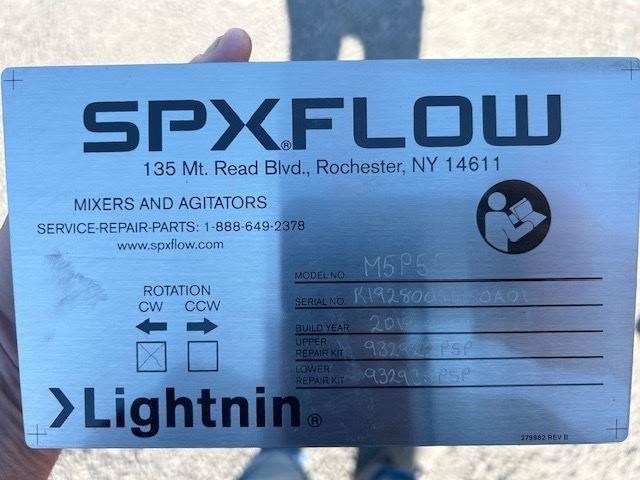 SPXFLOW®
135 Mt. Read Blvd., Rochester, NY 14611
MIXERS AND AGITATORS
SERVICE-REPAIR-PARTS: 1-888-649-2378
www.spxflow.com
ROTATION
CW CCW
MODEL NO. M5P5
SERIAL NO.
BUILD YEAR
UPPER
REPAIR KIT
LOWER
REPAIR KIT
Lightnin®
279982 REV B